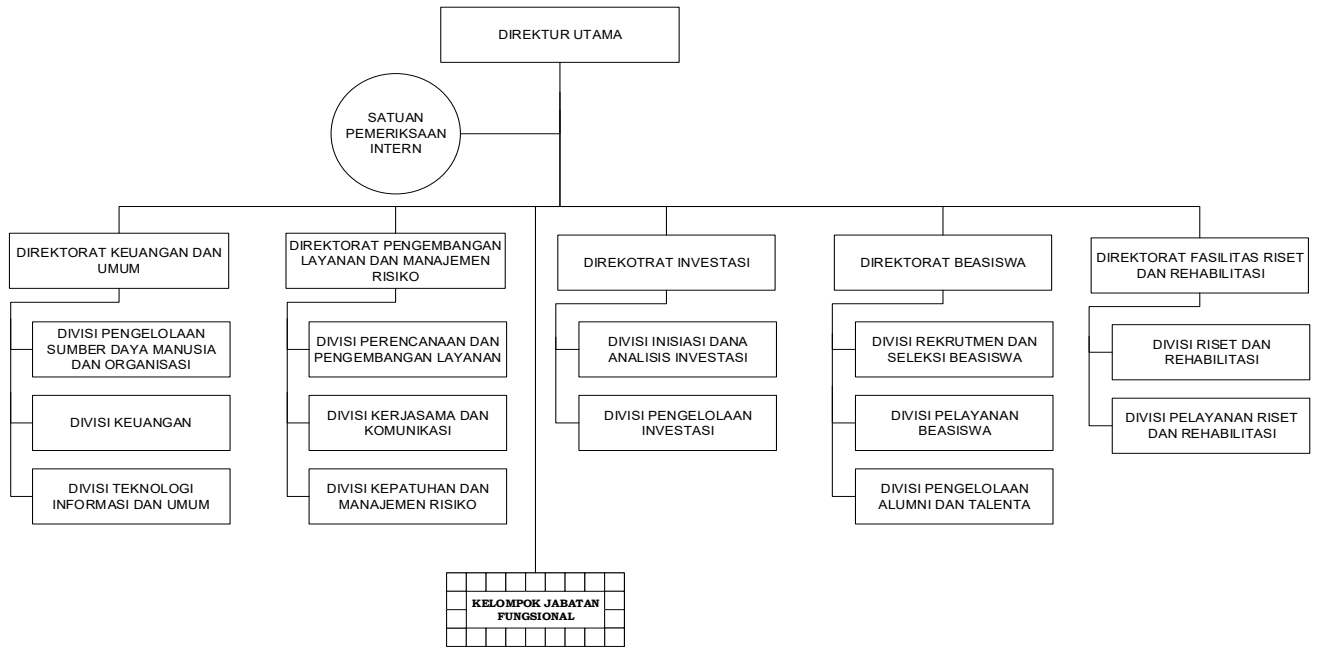 DIREKTUR UTAMA
SATUAN
PEMERIKSAAN
INTERN
DIREKTORAT KEUANGAN DAN
UMUM
DIVISI PENGELOLAAN
SUMBER DAYA MANUSIA
DAN ORGANISASI
DIVISI KEUANGAN
DIVISI TEKNOLOGI
INFORMASI DAN UMUM
DIREKTORAT PENGEMBANGAN
LAYANAN DAN MANAJEMEN
RISIKO
DIVISI PERENCANAAN DAN
PENGEMBANGAN LAYANAN
DIVISI KERJASAMA DAN
KOMUNIKASI
DIVISI KEPATUHAN DAN
MANAJEMEN RISIKO
DIREKOTRAT INVESTASI
DIVISI INISIASI DANA
ANALISIS INVESTASI
DIVISI PENGELOLAAN
INVESTASI
DIREKTORAT BEASISWA
DIVISI REKRUTMEN DAN
SELEKSI BEASISWA
DIVISI PELAYANAN
BEASISWA
DIVISI PENGELOLAAN
ALUMNI DAN TALENTA
DIREKTORAT FASILITAS RISET
DAN REHABILITASI
DIVISI RISET DAN
REHABILITASI
DIVISI PELAYANAN RISET
DAN REHABILITASI
KELOMPOK JABATAN
FUNGSIONAL